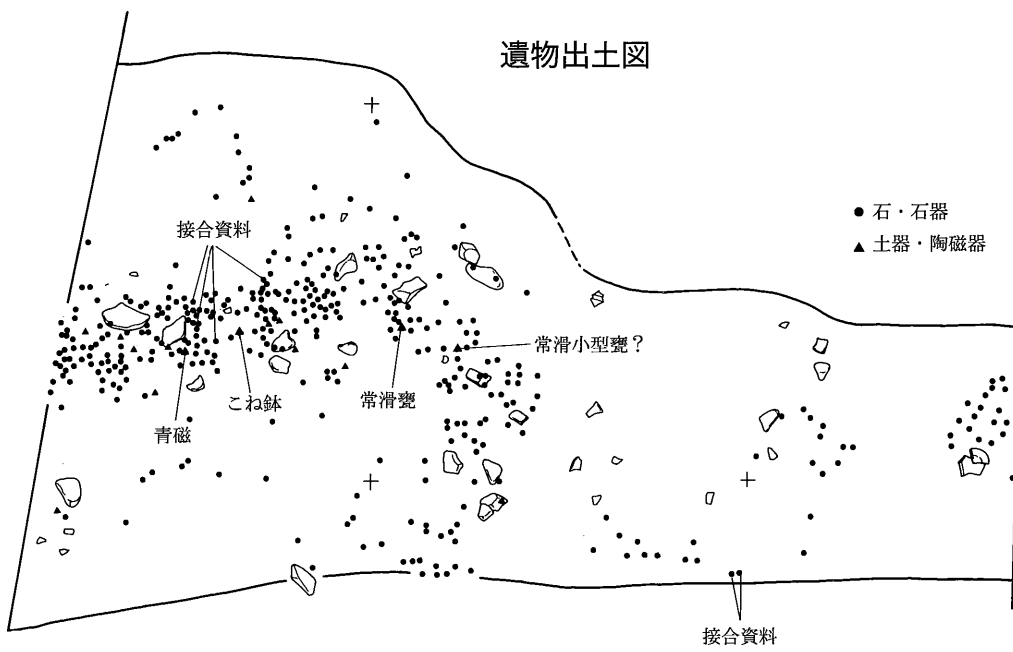 遺物出土図
● 石・石器
▲ 土器・陶磁器
接合資料
常滑小型甕？
常滑甕
こね鉢
青磁
接合資料